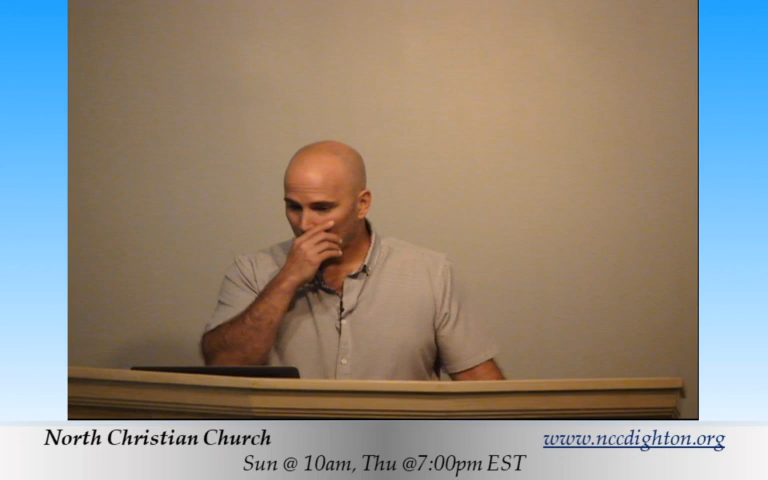 North Christian Church
www.nccdighton.org
Sun @ 10am, Thu @7:00pm EST